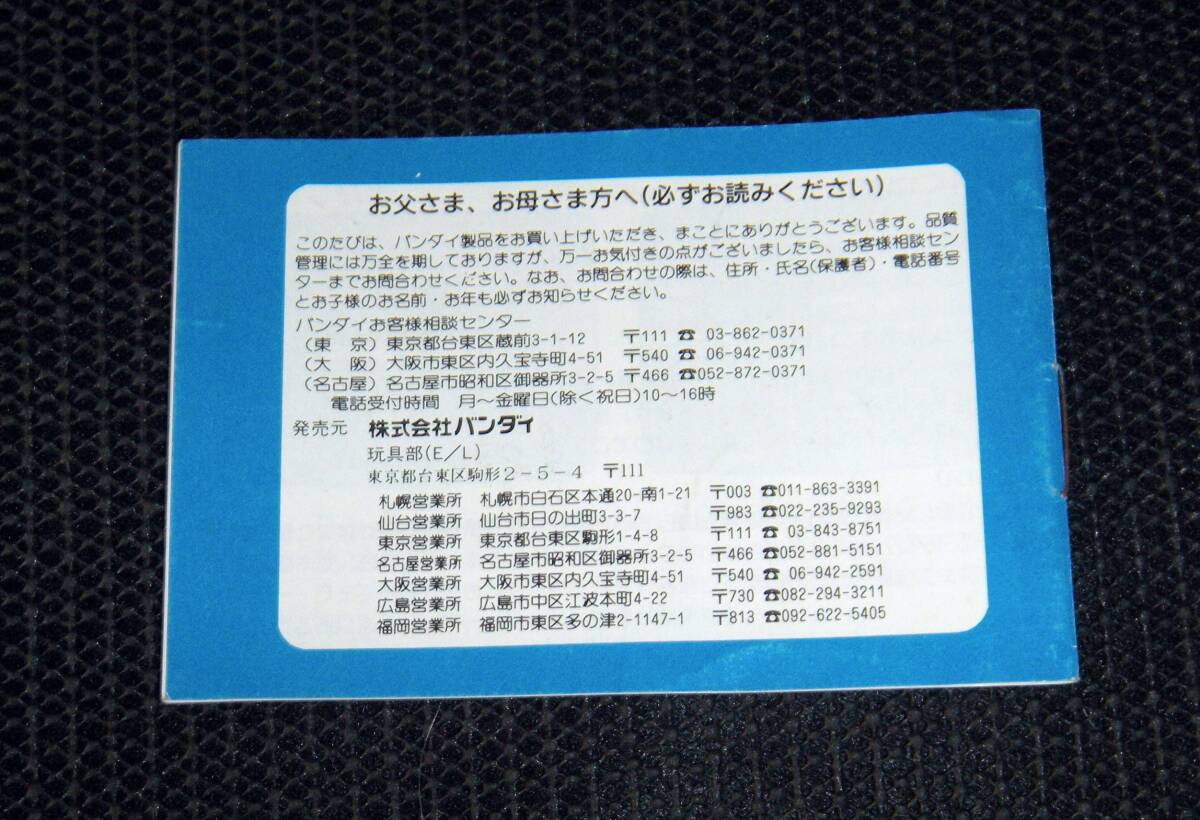 お父さま、お母さま方へ(必ずお読みください)
このたびは、バンダイ製品をお買い上げいただき、まことにありがとうございます。品質
管理には万全を期しておりますが、万一お気付きの点がございましたら、お客様相談セン
ターまでお問合わせください。なお、お問合わせの際は、住所・氏名(保護者)・電話番号
とお子様のお名前・お年も必ずお知らせください。
バンダイお客様相談センター
(東 京) 東京都台東区蔵前3-1-12 〒111 ☎ 03-862-0371
(大 阪) 大阪市東区内久宝寺町4-51 〒540 ☎ 06-942-0371
(名古屋) 名古屋市昭和区御器所3-2-5 〒466 ☎052-872-0371
電話受付時間 月〜金曜日(除く祝日)10〜16時
発売元 株式会社バンダイ
玩具部(E/L)
東京都台東区駒形2-5-4 〒111
札幌営業所 札幌市白石区本通20-南1-21 〒003 ☎011-863-3391
仙台営業所 仙台市日の出町3-3-7 〒983 ☎022-235-9293
東京営業所 東京都台東区駒形1-4-8 〒111 ☎ 03-843-8751
名古屋営業所 名古屋市昭和区御器所3-2-5 〒466 ☎052-881-5151
大阪営業所 大阪市東区内久宝寺町4-51 〒540 ☎ 06-942-2591
広島営業所 広島市中区江波本町4-22 〒730 ☎082-294-3211
福岡営業所 福岡市東区多の津2-1147-1 〒813 ☎092-622-5405